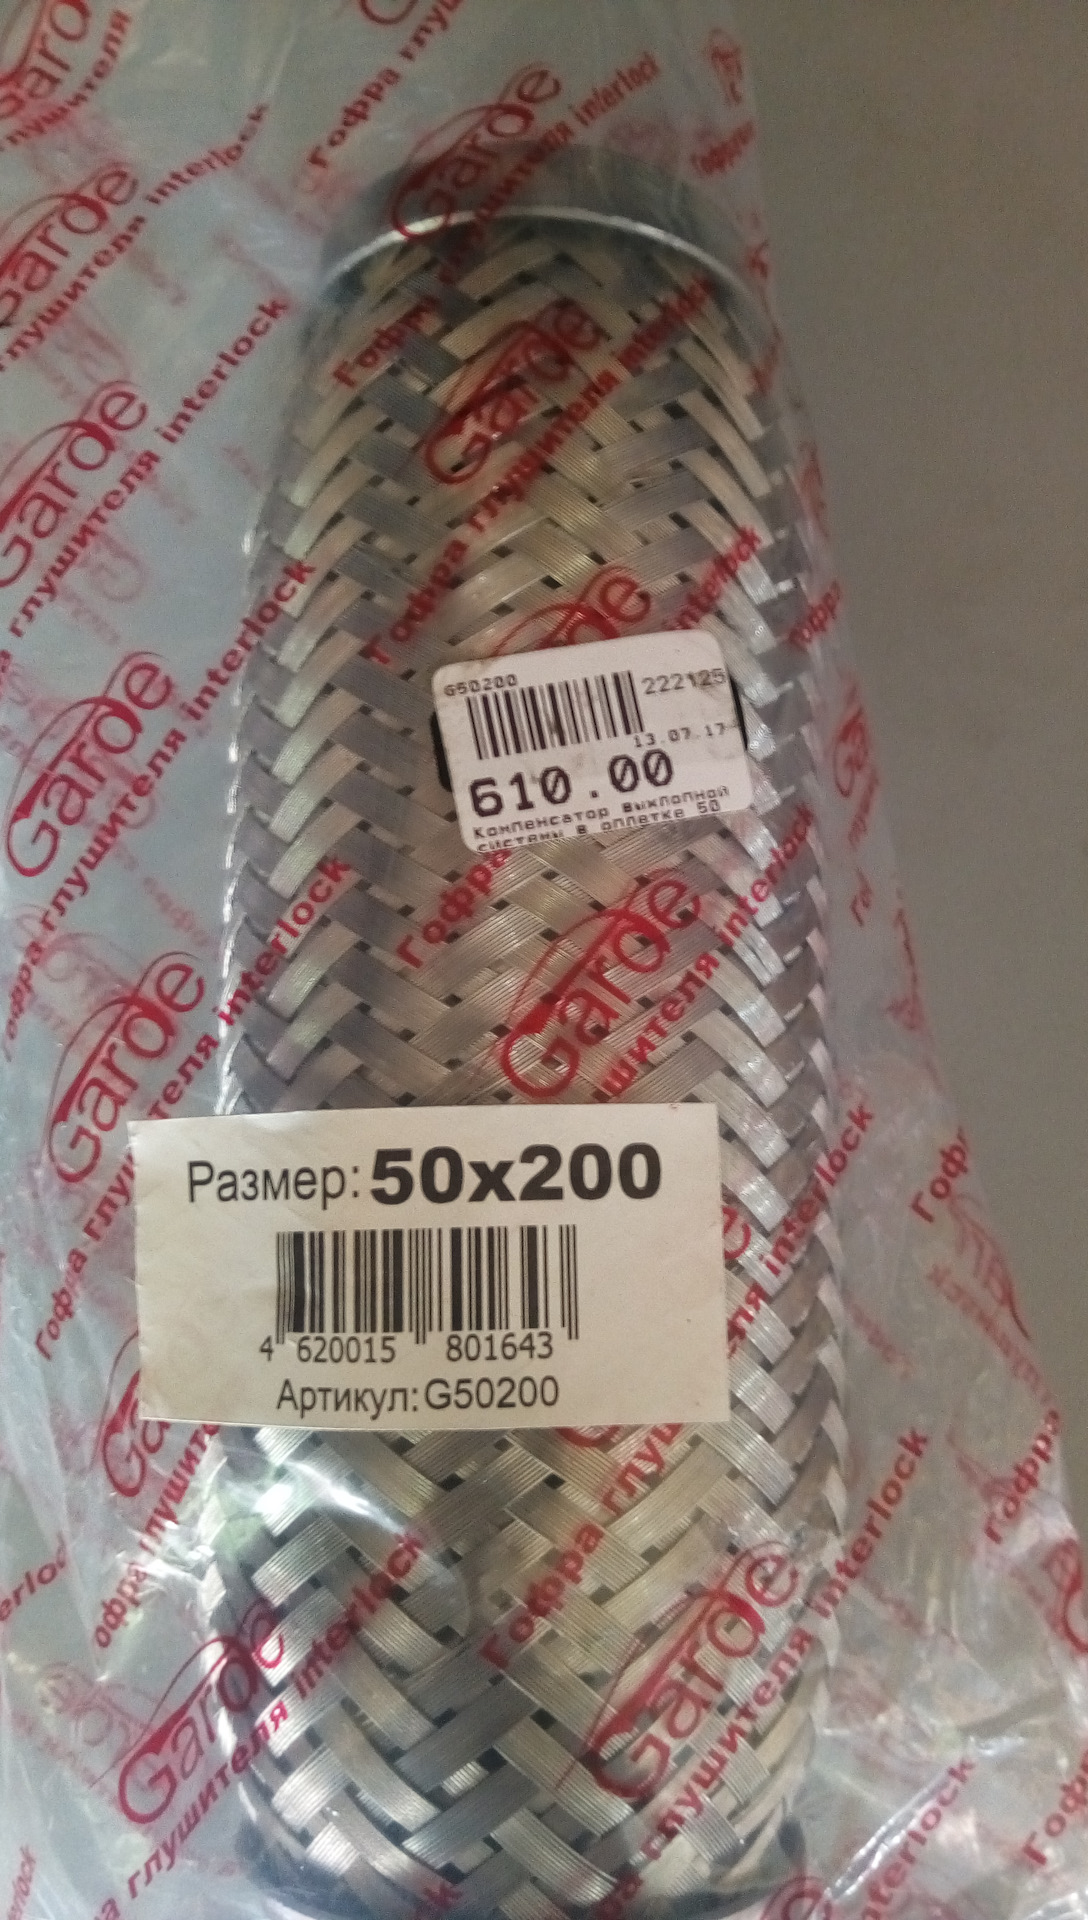 Garde
Гофра глушителя interlock
G50200
222125
13.07.17
610.00
Компенсатор выхлопной
системы в оплетке 50
Размер: 50x200
4 620015 801643
Артикул: G50200